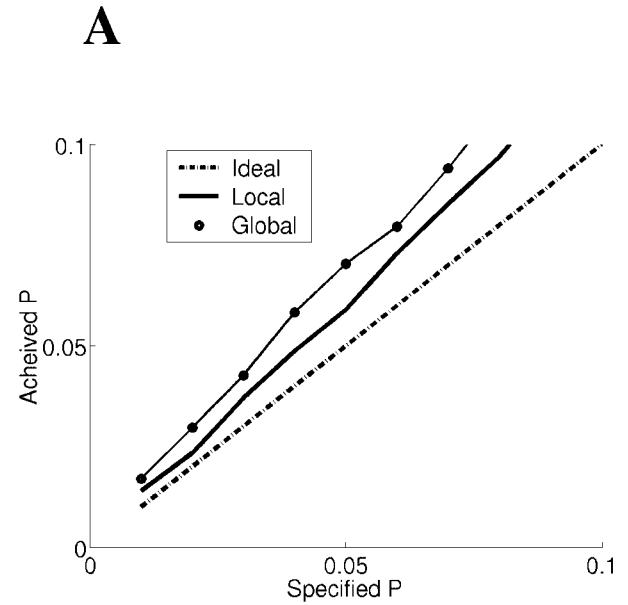 A
0.1
Ideal
Local
Global
Acheived P
0.05
0
0
0.05
0.1
Specified P